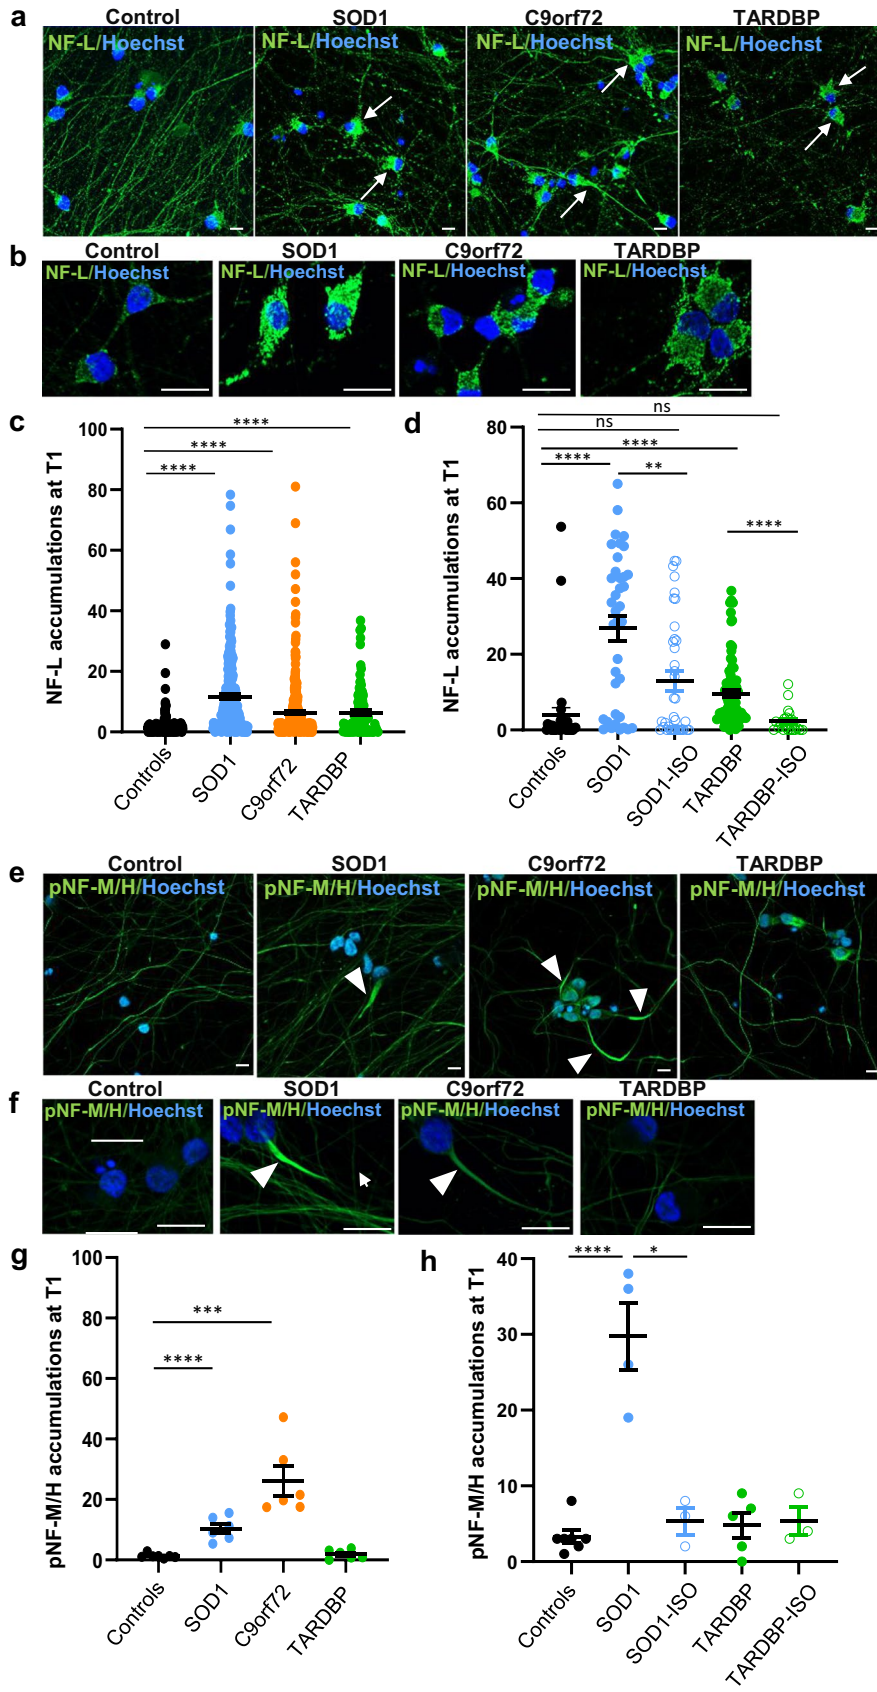 a
Control SOD1 C9orf72 TARDBP
NF-L/Hoechst NF-L/Hoechst NF-L/Hoechst NF-L/Hoechst
b
Control SOD1 C9orf72 TARDBP
NF-L/Hoechst NF-L/Hoechst NF-L/Hoechst NF-L/Hoechst
c
NF-L accumulations at T1
100
80
60
40
20
0
****
****
****
Controls SOD1 C9orf72 TARDBP
d
NF-L accumulations at T1
80
60
40
20
0
ns
ns
****
**** **
****
Controls SOD1 SOD1-ISO TARDBP TARDBP-ISO
e
Control SOD1 C9orf72 TARDBP
pNF-M/H/Hoechst pNF-M/H/Hoechst pNF-M/H/Hoechst pNF-M/H/Hoechst
f
Control SOD1 C9orf72 TARDBP
pNF-M/H/Hoechst pNF-M/H/Hoechst pNF-M/H/Hoechst pNF-M/H/Hoechst
g
pNF-M/H accumulations at T1
100
80
60
40
20
0
***
****
Controls SOD1 C9orf72 TARDBP
h
pNF-M/H accumulations at T1
40
30
20
10
0
**** *
Controls SOD1 SOD1-ISO TARDBP TARDBP-ISO